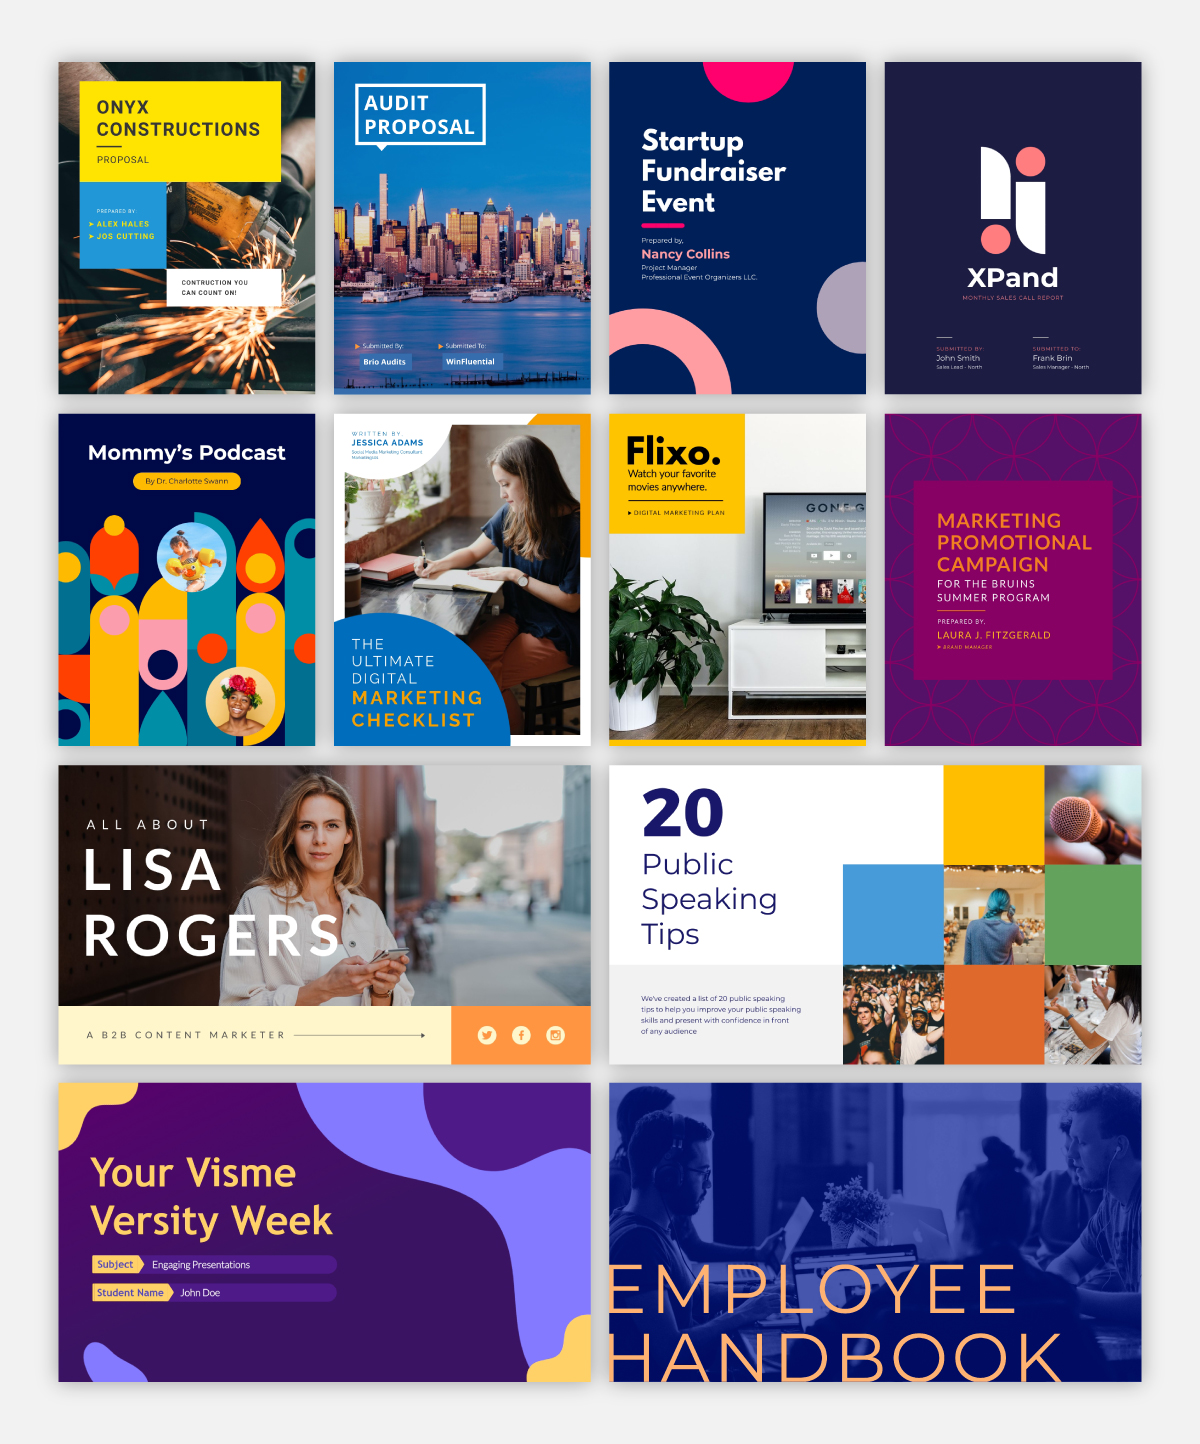 ONYX
CONSTRUCTIONS
PROPOSAL
PREPARED BY:
ALEX HALES
JOS CUTTING
CONTRUCTION YOU
CAN COUNT ON!
AUDIT
PROPOSAL
Submitted By:
Brio Audits
Submitted To:
WinFluential
Startup
Fundraiser
Event
Prepared by,
Nancy Collins
Project Manager
Professional Event Organizers LLC.
XPand
MONTHLY SALES CALL REPORT
SUBMITTED BY:
John Smith
Sales Lead - North
SUBMITTED TO:
Frank Brin
Sales Manager - North
Mommy's Podcast
By Dr. Charlotte Swann
WRITTEN BY:
JESSICA ADAMS
Social Media Marketing Consultant
Marketingista
THE
ULTIMATE
DIGITAL
MARKETING
CHECKLIST
Flixo.
Watch your favorite
movies anywhere.
DIGITAL MARKETING PLAN
GONE G
MARKETING
PROMOTIONAL
CAMPAIGN
FOR THE BRUINS
SUMMER PROGRAM
PREPARED BY,
LAURA J. FITZGERALD
BRAND MANAGER
ALL ABOUT
LISA
ROGERS
A B2B CONTENT MARKETER
20
Public
Speaking
Tips
We've created a list of 20 public speaking
tips to help you improve your public speaking
skills and present with confidence in front
of any audience
Your Visme
Versity Week
Subject Engaging Presentations
Student Name John Doe
EMPLOYEE
HANDBOOK